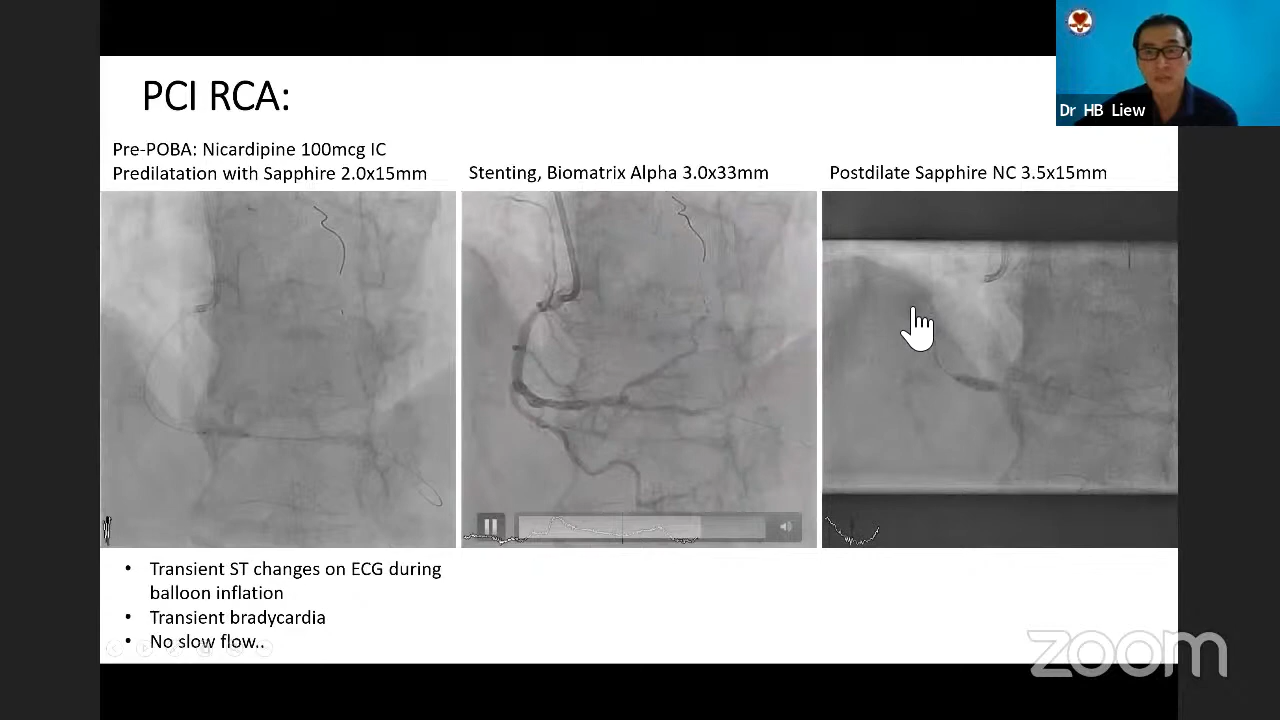 PCI RCA:
Dr HB Liew
Pre-POBA: Nicardipine 100mcg IC
Predilatation with Sapphire 2.0x15mm
Stenting, Biomatrix Alpha 3.0x33mm
Postdilate Sapphire NC 3.5x15mm
• Transient ST changes on ECG during
balloon inflation
• Transient bradycardia
• No slow flow..
zoom